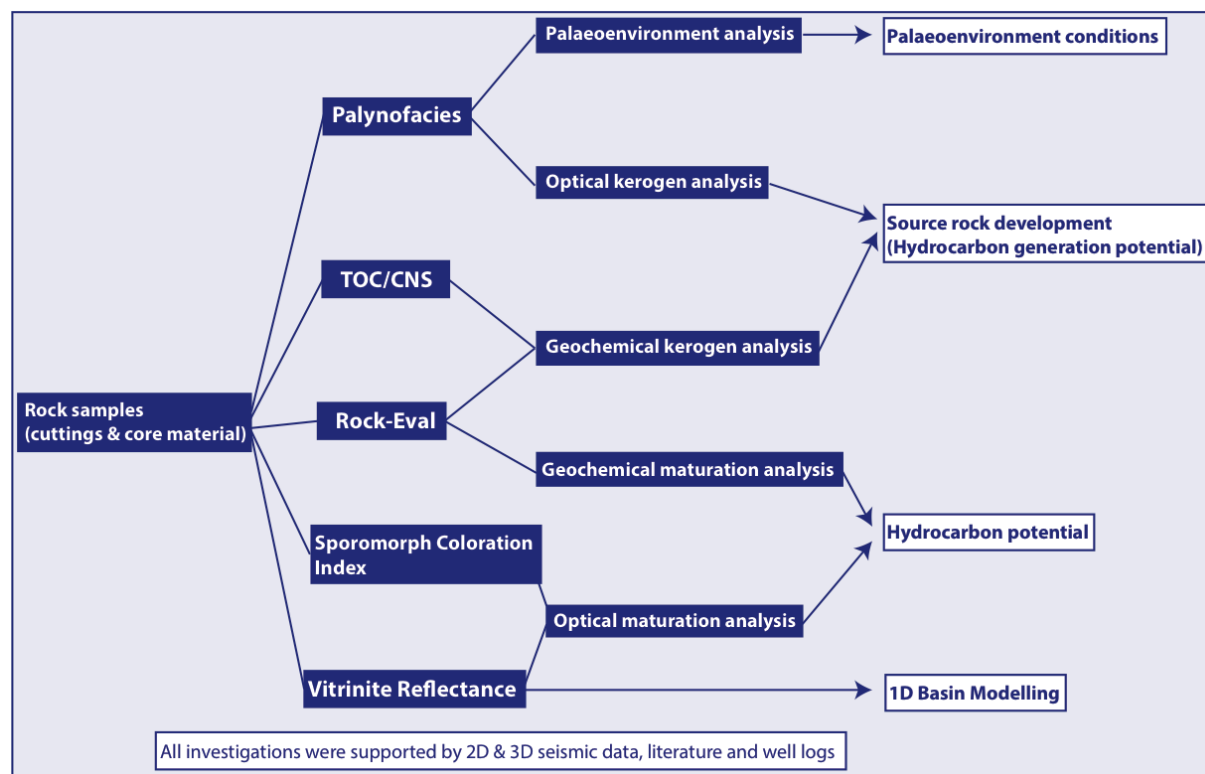 Palaeoenvironment analysis
Palaeoenvironment conditions
Palynofacies
Optical kerogen analysis
Source rock development
(Hydrocarbon generation potential)
TOC/CNS
Geochemical kerogen analysis
Rock samples
(cuttings & core material)
Rock-Eval
Geochemical maturation analysis
Hydrocarbon potential
Sporomorph Coloration
Index
Optical maturation analysis
Vitrinite Reflectance
1D Basin Modelling
All investigations were supported by 2D & 3D seismic data, literature and well logs